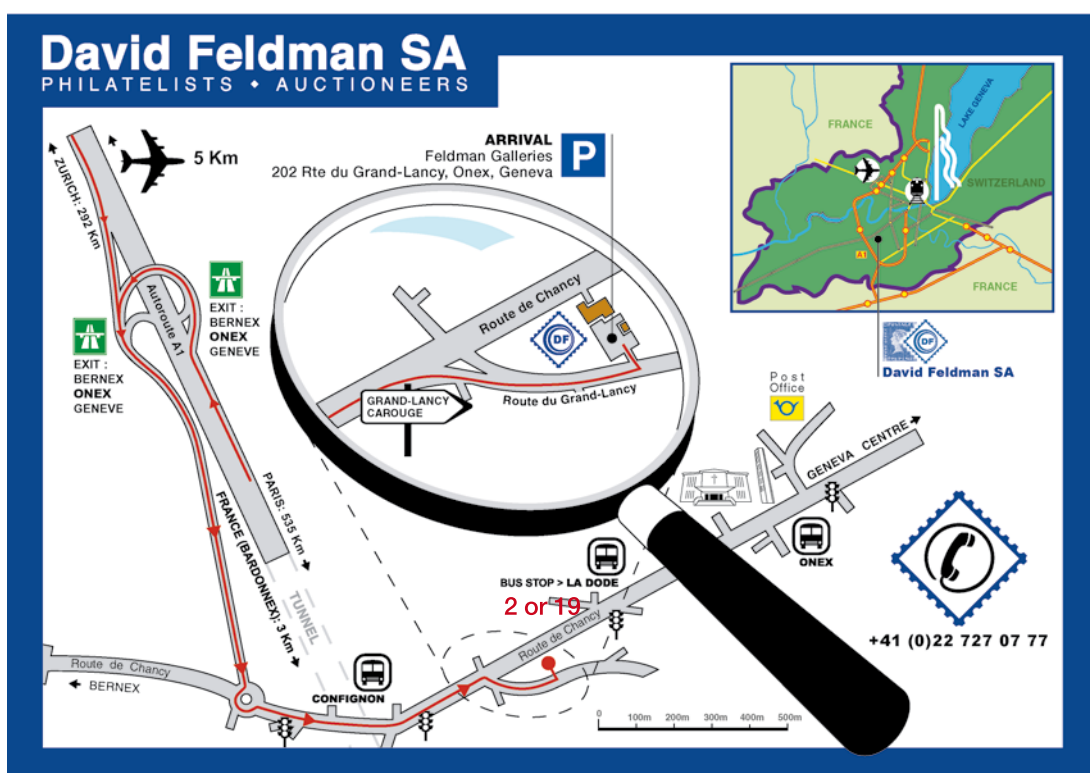 David Feldman SA
PHILATELISTS • AUCTIONEERS
5 Km
ZURICH: 292 Km
ARRIVAL
Feldman Galleries
202 Rte du Grand-Lancy, Onex, Geneva
P
FRANCE
LAKE GENEVA
SWITZERLAND
A1
FRANCE
DF
David Feldman SA
Autoroute A1
EXIT :
BERNEX
ONEX
GENEVE
EXIT :
BERNEX
ONEX
GENEVE
Route de Chancy
DF
GRAND-LANCY
CAROUGE
Route du Grand-Lancy
Post
Office
GENEVA CENTRE
PARIS: 535 Km
FRANCE (BARDONNEX): 3 Km
TUNNEL
ONEX
BUS STOP > LA DODE
2 or 19
Route de Chancy
+41 (0)22 727 07 77
Route de Chancy
BERNEX
CONFIGNON
0 100m 200m 300m 400m 500m